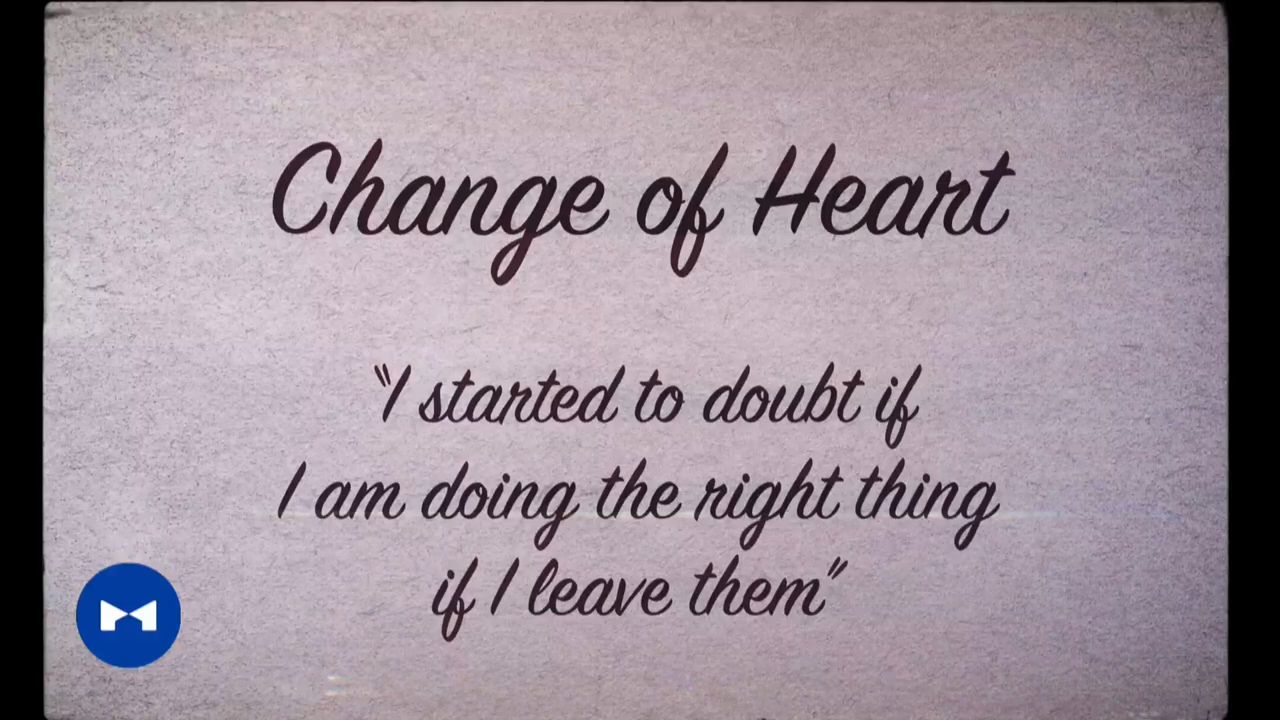 Change of Heart
"I started to doubt if
I am doing the right thing
if I leave them"